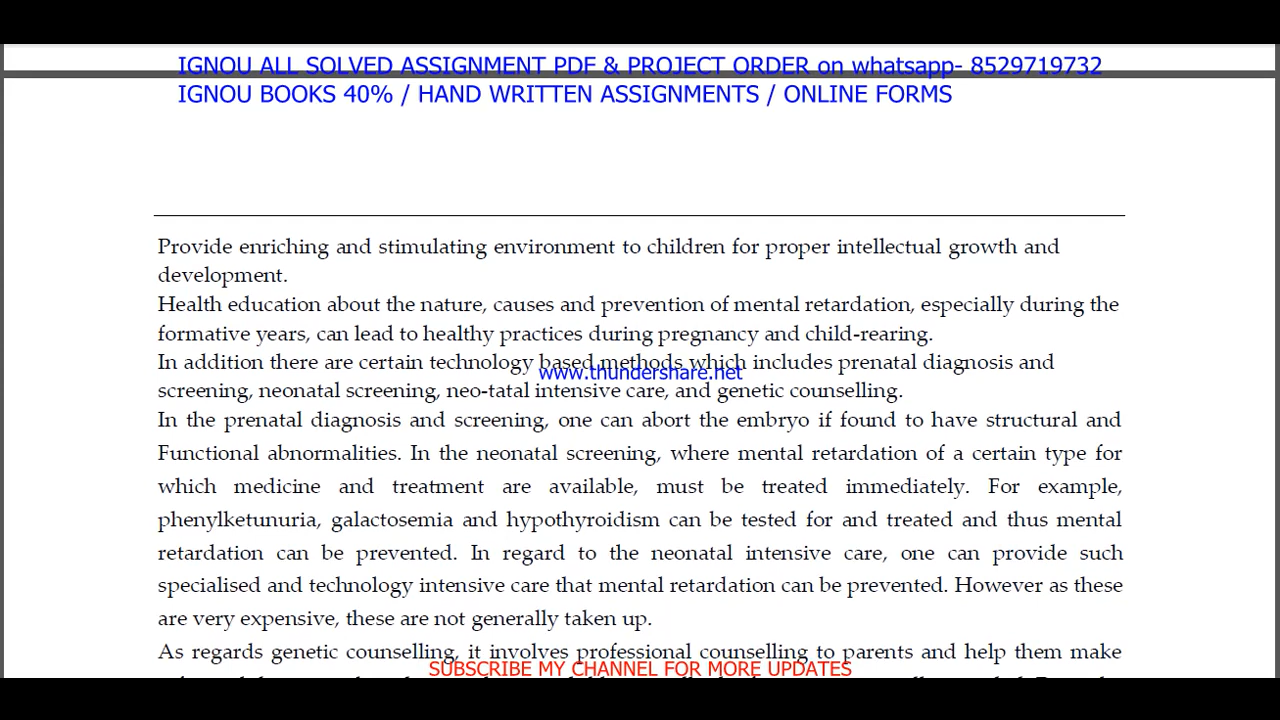 IGNOU ALL SOLVED ASSIGNMENT PDF & PROJECT ORDER on whatsapp- 8529719732
IGNOU BOOKS 40% / HAND WRITTEN ASSIGNMENTS / ONLINE FORMS
Provide enriching and stimulating environment to children for proper intellectual growth and
development.
Health education about the nature, causes and prevention of mental retardation, especially during the
formative years, can lead to healthy practices during pregnancy and child-rearing.
In addition there are certain technology based methods which includes prenatal diagnosis and
www.thundershare.net
screening, neonatal screening, neo-tatal intensive care, and genetic counselling.
In the prenatal diagnosis and screening, one can abort the embryo if found to have structural and
Functional abnormalities. In the neonatal screening, where mental retardation of a certain type for
which medicine and treatment are available, must be treated immediately. For example,
phenylketunuria, galactosemia and hypothyroidism can be tested for and treated and thus mental
retardation can be prevented. In regard to the neonatal intensive care, one can provide such
specialised and technology intensive care that mental retardation can be prevented. However as these
are very expensive, these are not generally taken up.
As regards genetic counselling, it involves professional counselling to parents and help them make
SUBSCRIBE MY CHANNEL FOR MORE UPDATES